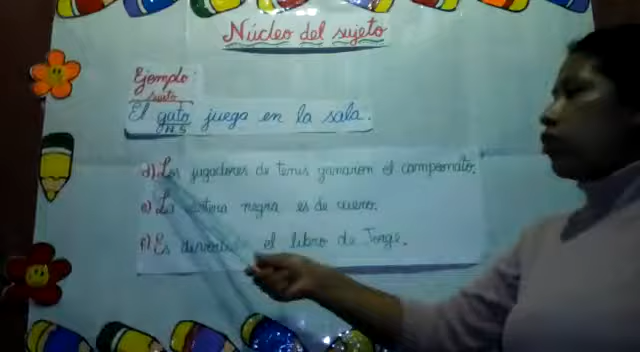 Núcleo del sujeto
Ejemplo:
sujeto
El gato juega en la sala.
N.S
d) Los jugadores de tenis ganaron el campeonato.
e) La cartera negra es de cuero.
f) Es el libro de Jorge.